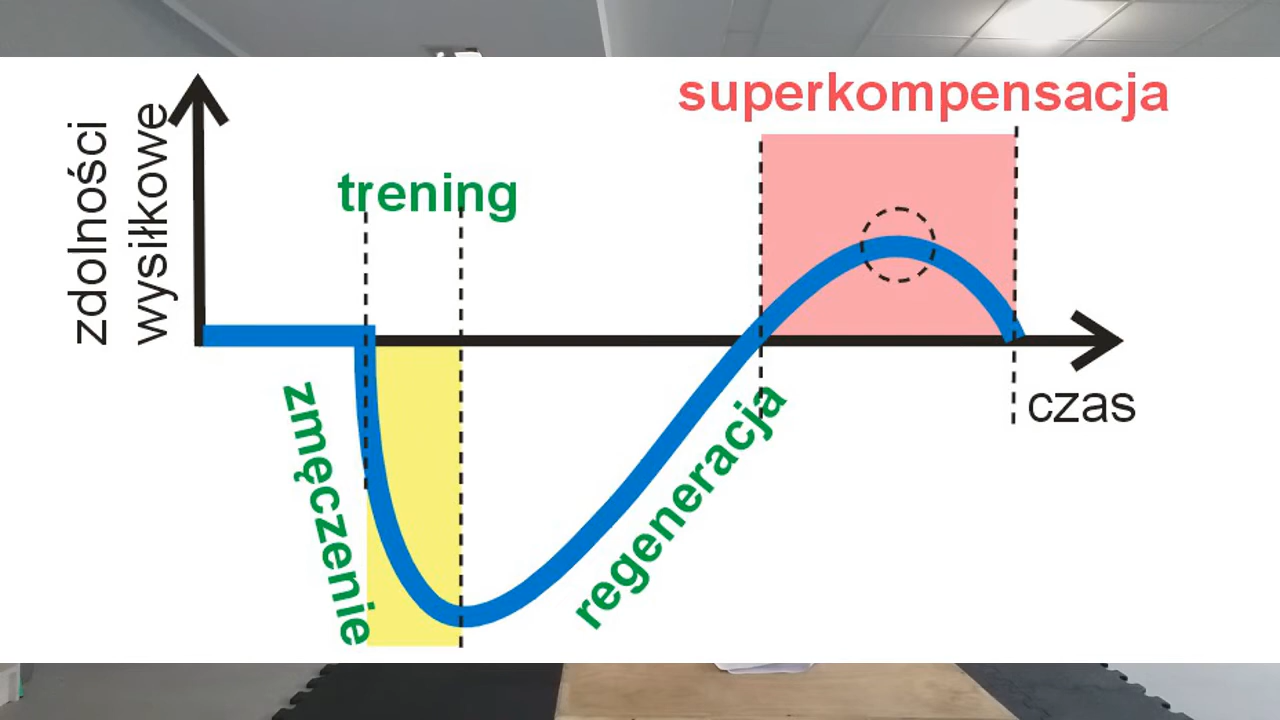 superkompensacja
zdolności
wysiłkowe
trening
czas
zmęczenie
regeneracja